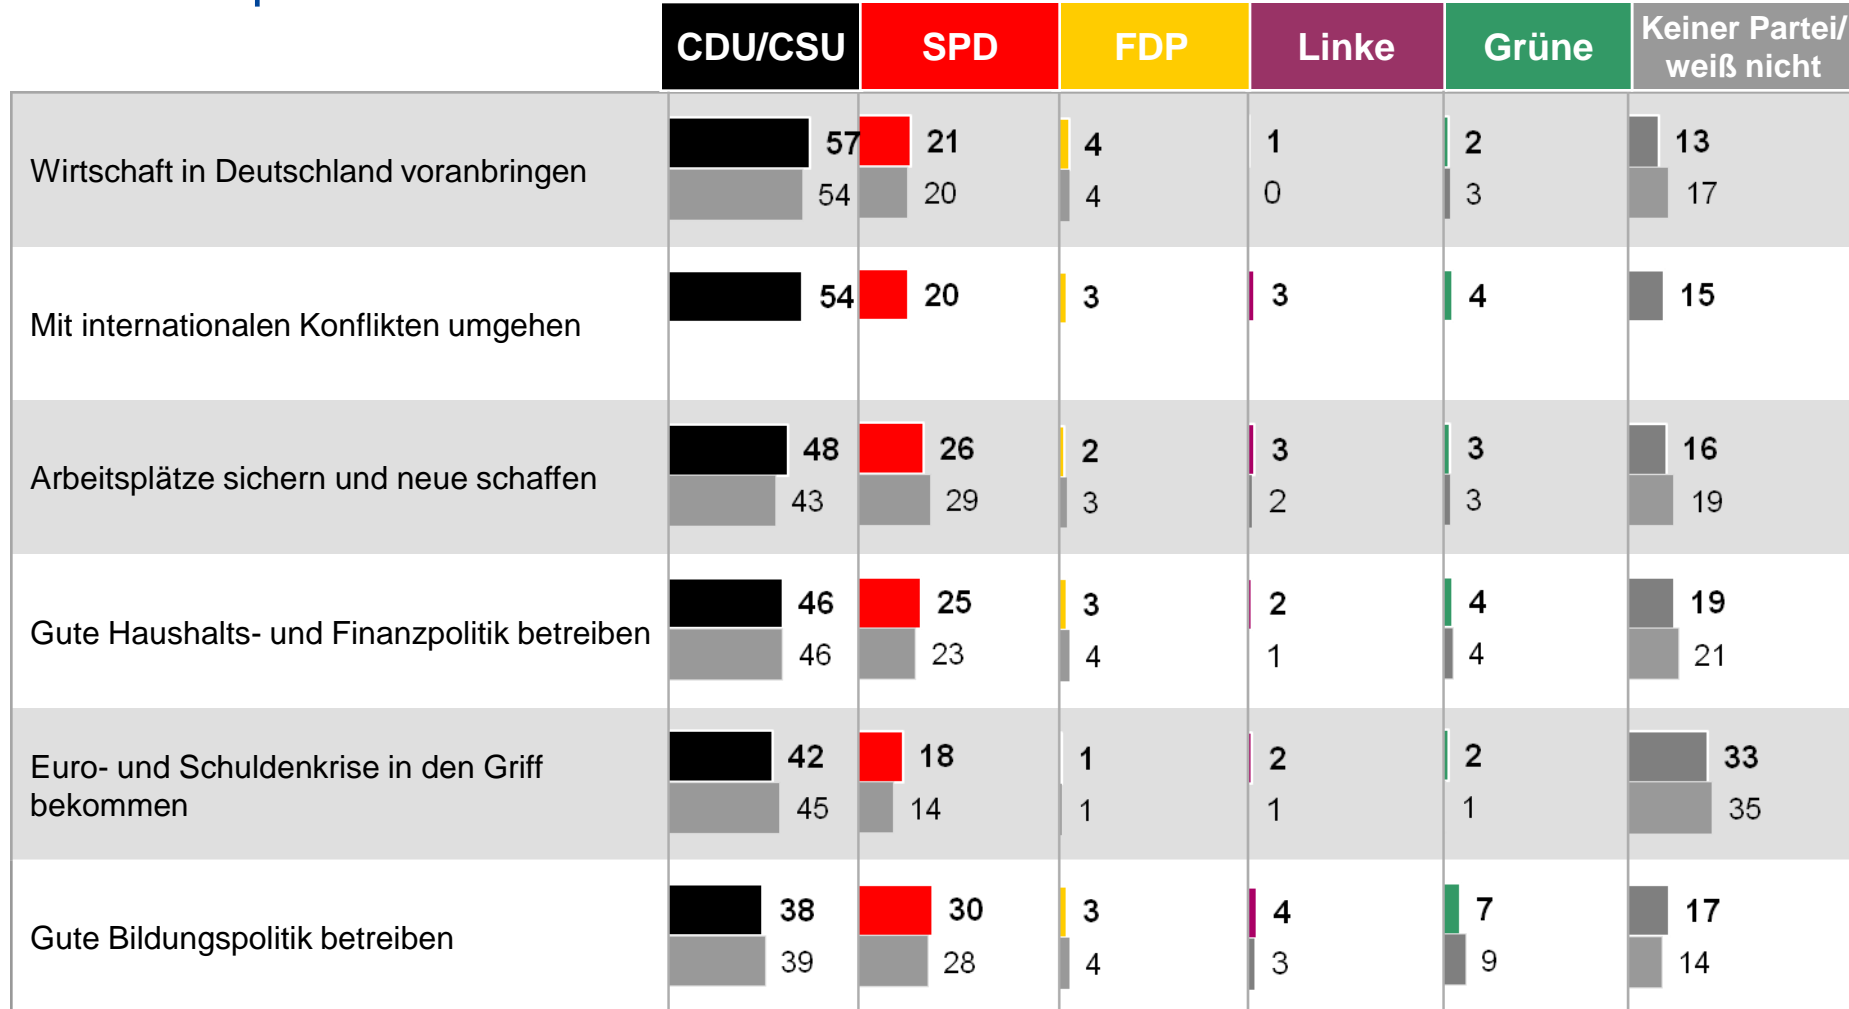 CDU/CSU SPD FDP Linke Grüne Keiner Partei/
weiß nicht
Wirtschaft in Deutschland voranbringen
57 21 4 1 2 13
54 20 4 0 3 17
Mit internationalen Konflikten umgehen
54 20 3 3 4 15
Arbeitsplätze sichern und neue schaffen
48 26 2 3 3 16
43 29 3 2 3 19
Gute Haushalts- und Finanzpolitik betreiben
46 25 3 2 4 19
46 23 4 1 4 21
Euro- und Schuldenkrise in den Griff
bekommen
42 18 1 2 2 33
45 14 1 1 1 35
Gute Bildungspolitik betreiben
38 30 3 4 7 17
39 28 4 3 9 14